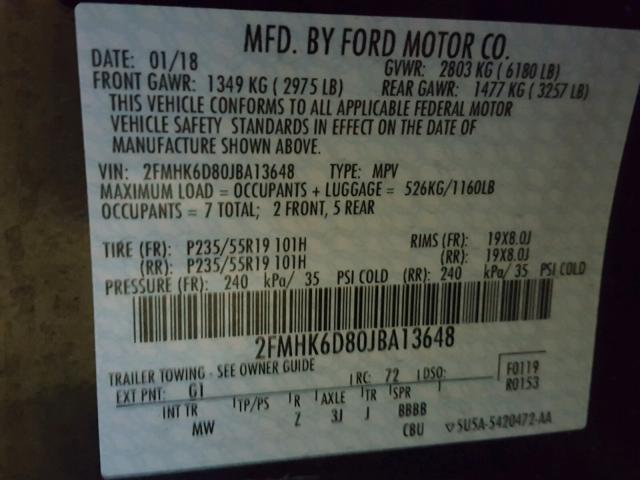 MFD. BY FORD MOTOR CO.
DATE: 01/18 GVWR: 2803 KG ( 6180 LB)
FRONT GAWR: 1349 KG ( 2975 LB) REAR GAWR: 1477 KG ( 3257 LB)
THIS VEHICLE CONFORMS TO ALL APPLICABLE FEDERAL MOTOR
VEHICLE SAFETY STANDARDS IN EFFECT ON THE DATE OF
MANUFACTURE SHOWN ABOVE.
VIN: 2FMHK6D80JBA13648 TYPE: MPV
MAXIMUM LOAD = OCCUPANTS + LUGGAGE = 526KG/1160LB
OCCUPANTS = 7 TOTAL; 2 FRONT, 5 REAR
TIRE (FR): P235/55R19 101H RIMS (FR): 19X8.0J
(RR): P235/55R19 101H (RR): 19X8.0J
PRESSURE (FR): 240 kPa/ 35 PSI COLD (RR): 240 kPa/ 35 PSI COLD
2FMHK6D80JBA13648
TRAILER TOWING - SEE OWNER GUIDE F0119
EXT PNT: G1 RC: 72 DSO: R0153
INT TR TP/PS R AXLE TR SPR
MW Z 3J J BBBB
CBU 5U5A-5420472-AA